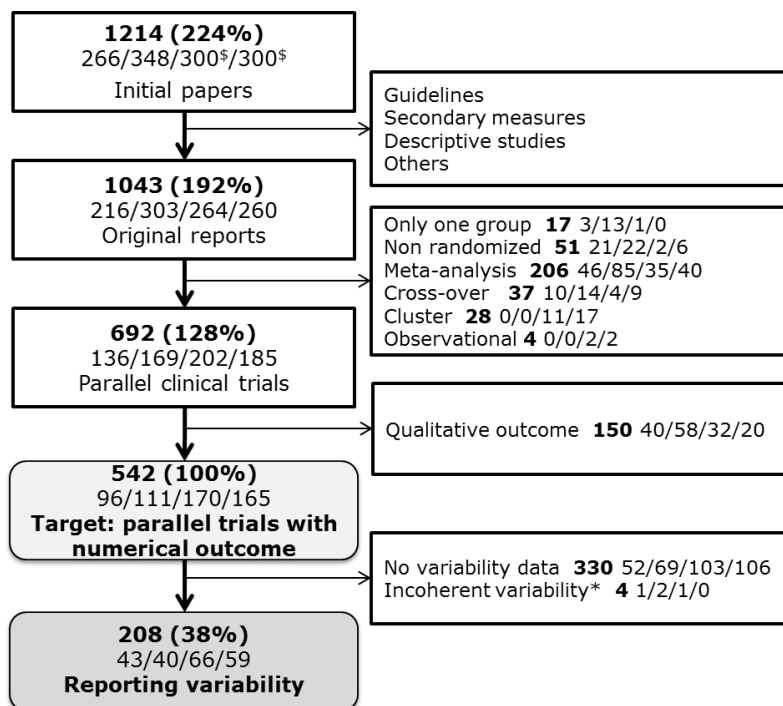 1214 (224%)
266/348/300$/300$
Initial papers
Guidelines
Secondary measures
Descriptive studies
Others
1043 (192%)
216/303/264/260
Original reports
Only one group 17 3/13/1/0
Non randomized 51 21/22/2/6
Meta-analysis 206 46/85/35/40
Cross-over 37 10/14/4/9
Cluster 28 0/0/11/17
Observational 4 0/0/2/2
692 (128%)
136/169/202/185
Parallel clinical trials
Qualitative outcome 150 40/58/32/20
542 (100%)
96/111/170/165
Target: parallel trials with
numerical outcome
No variability data 330 52/69/103/106
Incoherent variability* 4 1/2/1/0
208 (38%)
43/40/66/59
Reporting variability